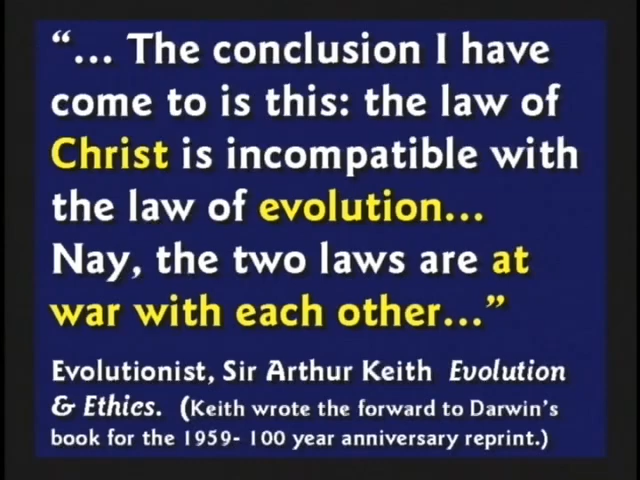 “... The conclusion I have
come to is this: the law of
Christ is incompatible with
the law of evolution...
Nay, the two laws are at
war with each other...”
Evolutionist, Sir Arthur Keith Evolution
& Ethics. (Keith wrote the forward to Darwin’s
book for the 1959- 100 year anniversary reprint.)